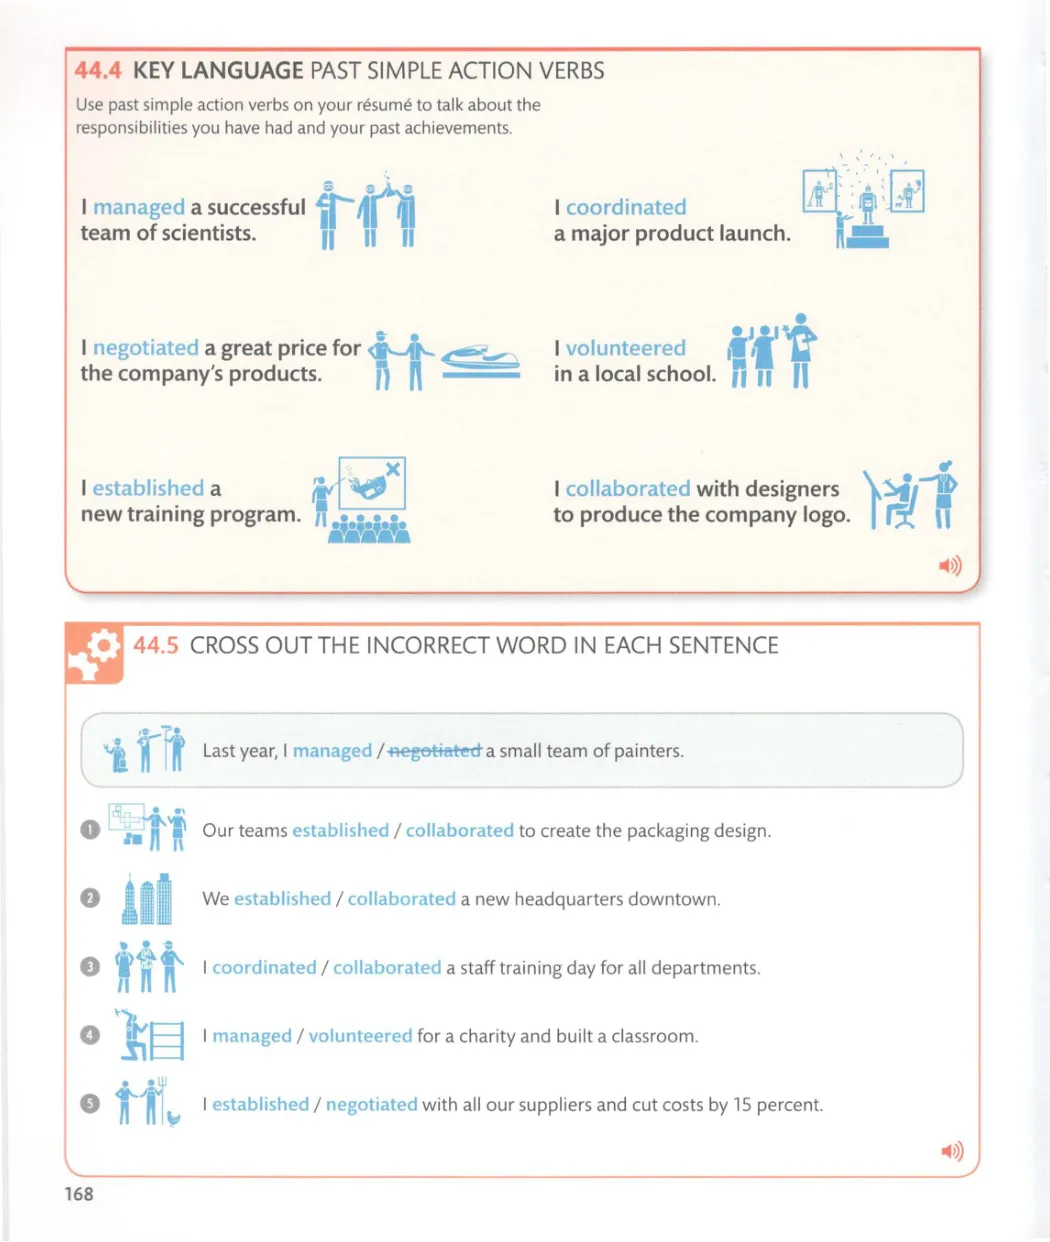 44.4 KEY LANGUAGE PAST SIMPLE ACTION VERBS
Use past simple action verbs on your résumé to talk about the
responsibilities you have had and your past achievements.
I managed a successful
team of scientists.
I coordinated
a major product launch.
I negotiated a great price for
the company's products.
I volunteered
in a local school.
I established a
new training program.
I collaborated with designers
to produce the company logo.
44.5 CROSS OUT THE INCORRECT WORD IN EACH SENTENCE
Last year, I managed / negotiated a small team of painters.
1 Our teams established / collaborated to create the packaging design.
2 We established / collaborated a new headquarters downtown.
3 I coordinated / collaborated a staff training day for all departments.
4 I managed / volunteered for a charity and built a classroom.
5 I established / negotiated with all our suppliers and cut costs by 15 percent.
168